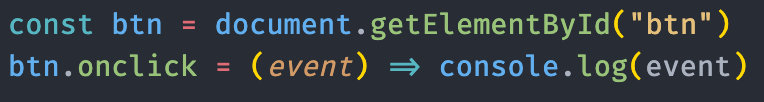 const btn = document.getElementById("btn")
btn.onclick = (event) => console.log(event)